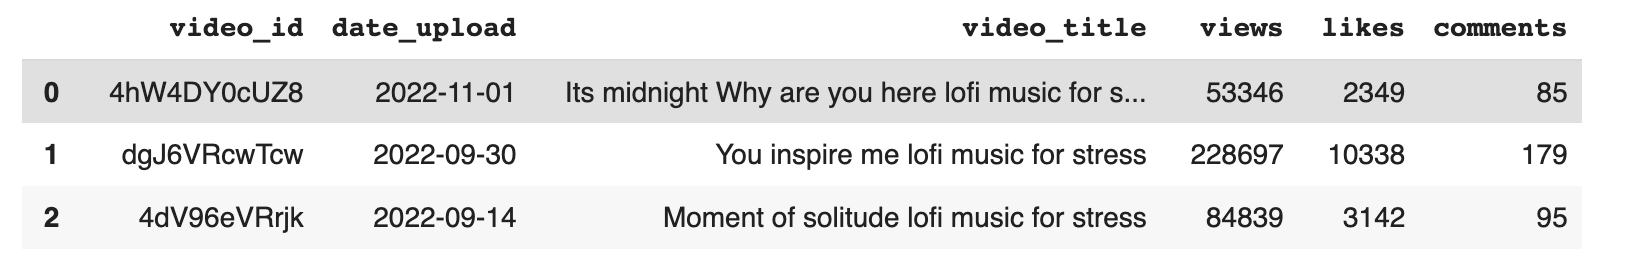 video_id date_upload video_title views likes comments
0 4hW4DY0cUZ8 2022-11-01 Its midnight Why are you here lofi music for s... 53346 2349 85
1 dgJ6VRcwTcw 2022-09-30 You inspire me lofi music for stress 228697 10338 179
2 4dV96eVRrjk 2022-09-14 Moment of solitude lofi music for stress 84839 3142 95